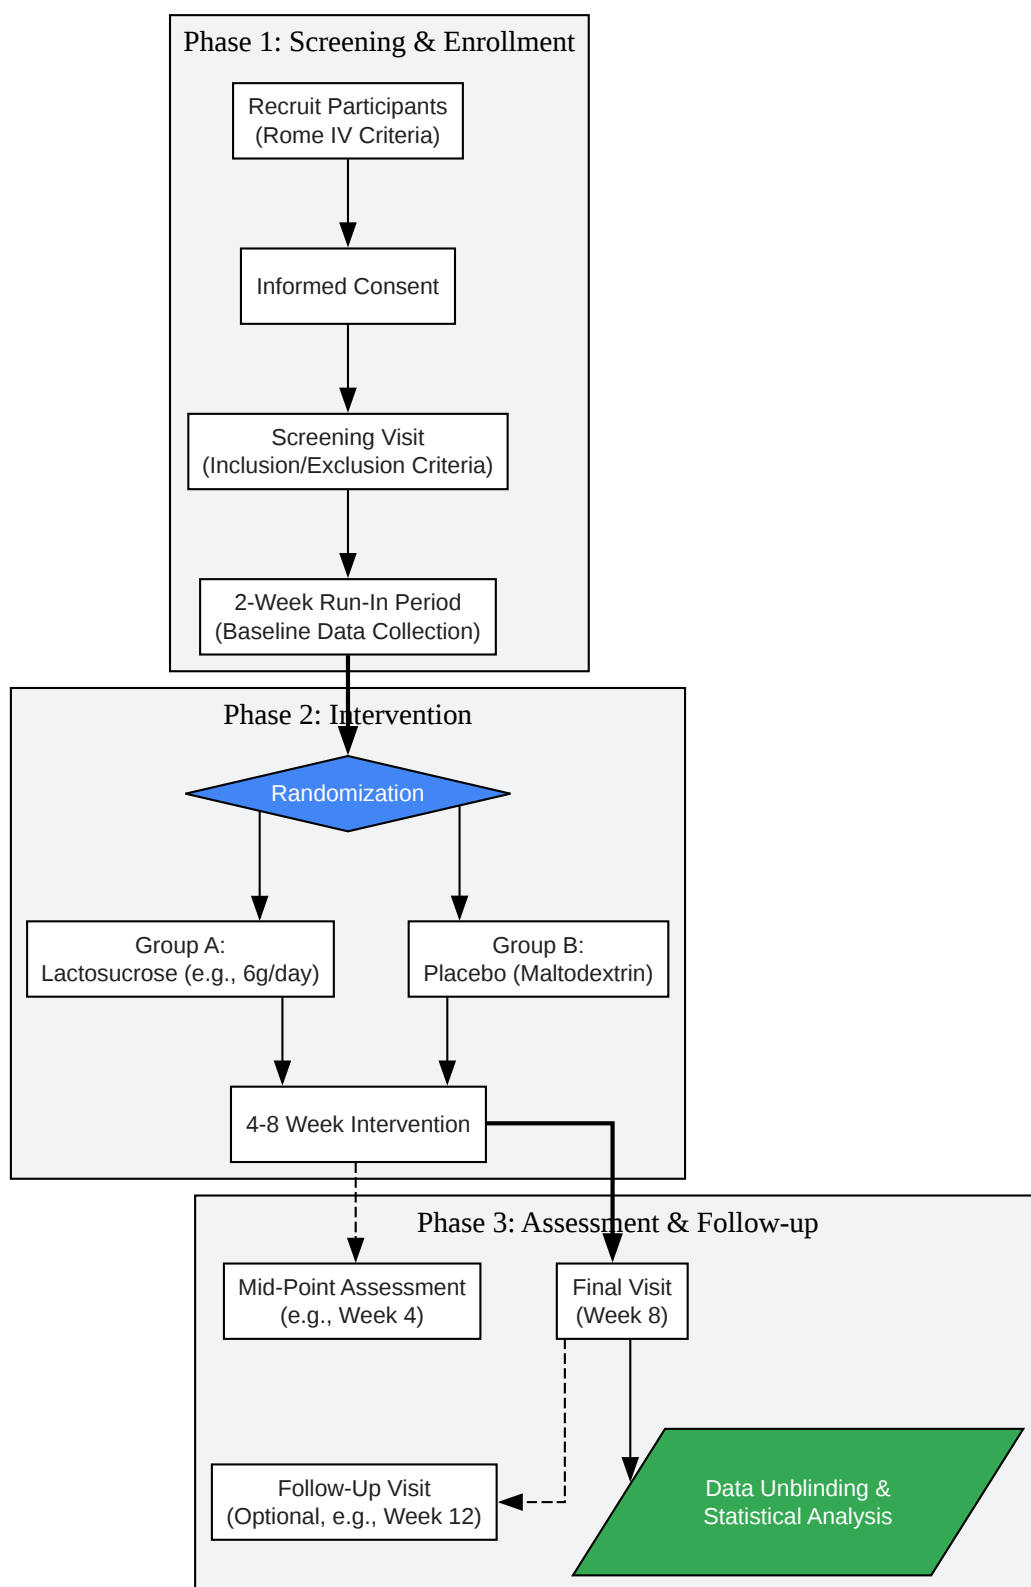 Phase 1: Screening & Enrollment
Recruit Participants
(Rome IV Criteria)
Informed Consent
Screening Visit
(Inclusion/Exclusion Criteria)
2-Week Run-In Period
(Baseline Data Collection)
Phase 2: Intervention
Randomization
Group A:
Lactosucrose (e.g., 6g/day)
Group B:
Placebo (Maltodextrin)
4-8 Week Intervention
Phase 3: Assessment & Follow-up
Mid-Point Assessment
(e.g., Week 4)
Final Visit
(Week 8)
Follow-Up Visit
(Optional, e.g., Week 12)
Data Unblinding &
Statistical Analysis